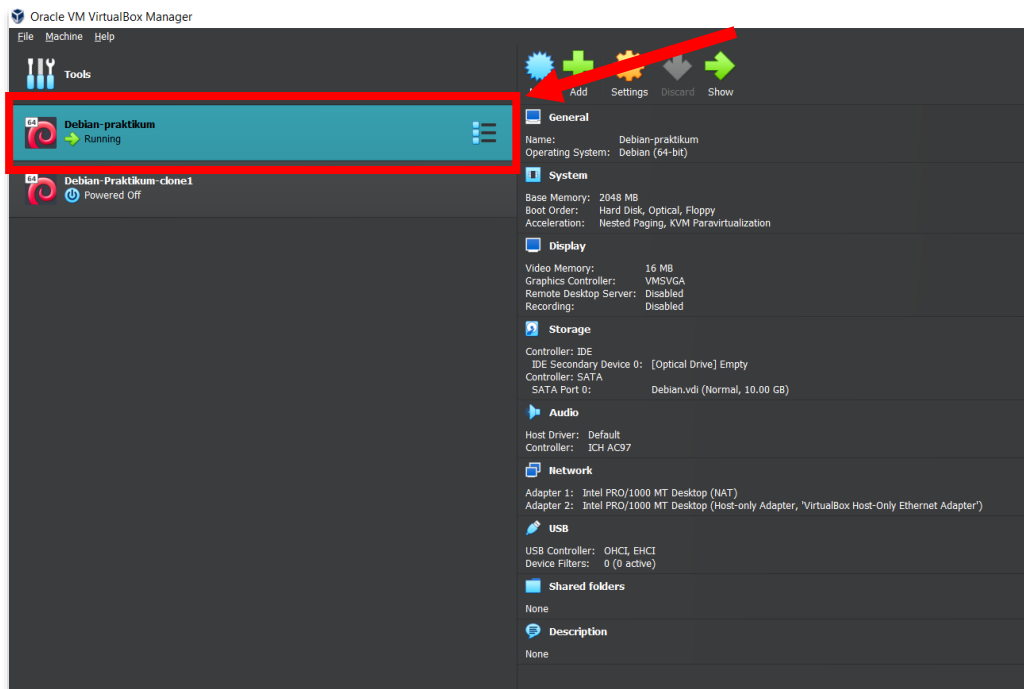 Oracle VM VirtualBox Manager
File Machine Help
Tools
Add Settings Discard Show
64 Debian-praktikum
Running
64 Debian-Praktikum-clone1
Powered Off
General
Name: Debian-praktikum
Operating System: Debian (64-bit)
System
Base Memory: 2048 MB
Boot Order: Hard Disk, Optical, Floppy
Acceleration: Nested Paging, KVM Paravirtualization
Display
Video Memory: 16 MB
Graphics Controller: VMSVGA
Remote Desktop Server: Disabled
Recording: Disabled
Storage
Controller: IDE
IDE Secondary Device 0: [Optical Drive] Empty
Controller: SATA
SATA Port 0: Debian.vdi (Normal, 10.00 GB)
Audio
Host Driver: Default
Controller: ICH AC97
Network
Adapter 1: Intel PRO/1000 MT Desktop (NAT)
Adapter 2: Intel PRO/1000 MT Desktop (Host-only Adapter, 'VirtualBox Host-Only Ethernet Adapter')
USB
USB Controller: OHCI, EHCI
Device Filters: 0 (0 active)
Shared folders
None
Description
None